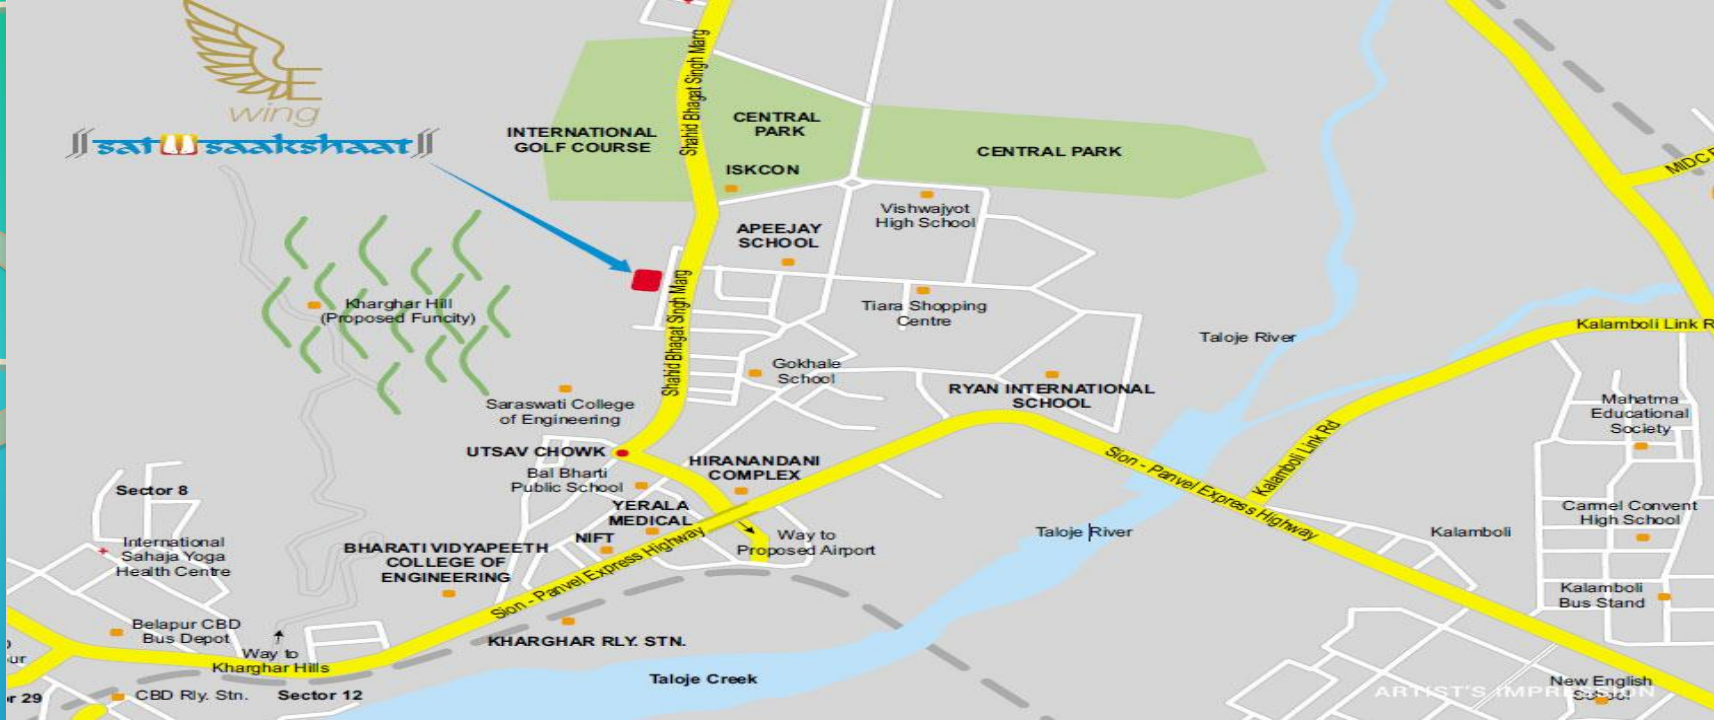 E
wing
sat saakshaat
Shahid Bhagat Singh Marg
INTERNATIONAL
GOLF COURSE
CENTRAL
PARK
ISKCON
CENTRAL PARK
MIDC
Vishwajyot
High School
APEEJAY
SCHOOL
Kharghar Hill
(Proposed Funcity)
Shahid Bhagat Singh Marg
Tiara Shopping
Centre
Taloje River
Kalamboli Link R
Gokhale
School
Saraswati College
of Engineering
RYAN INTERNATIONAL
SCHOOL
Mahatma
Educational
Society
UTSAV CHOWK
Bal Bharti
Public School
HIRANANDANI
COMPLEX
Kalamboli Link Rd
Sion - Panvel Express Highway
Sector 8
YERALA
MEDICAL
NIFT
Way to
Proposed Airport
Taloje River
Kalamboli
Carmel Convent
High School
International
Sahaja Yoga
Health Centre
BHARATI VIDYAPEETH
COLLEGE OF
ENGINEERING
Sion - Panvel Express Highway
Kalamboli
Bus Stand
Belapur CBD
Bus Depot
Way to
Kharghar Hills
KHARGHAR RLY. STN.
Taloje Creek
ur
r 29
CBD Rly. Stn.
Sector 12
New English
School
ARTIST'S IMPRESSION